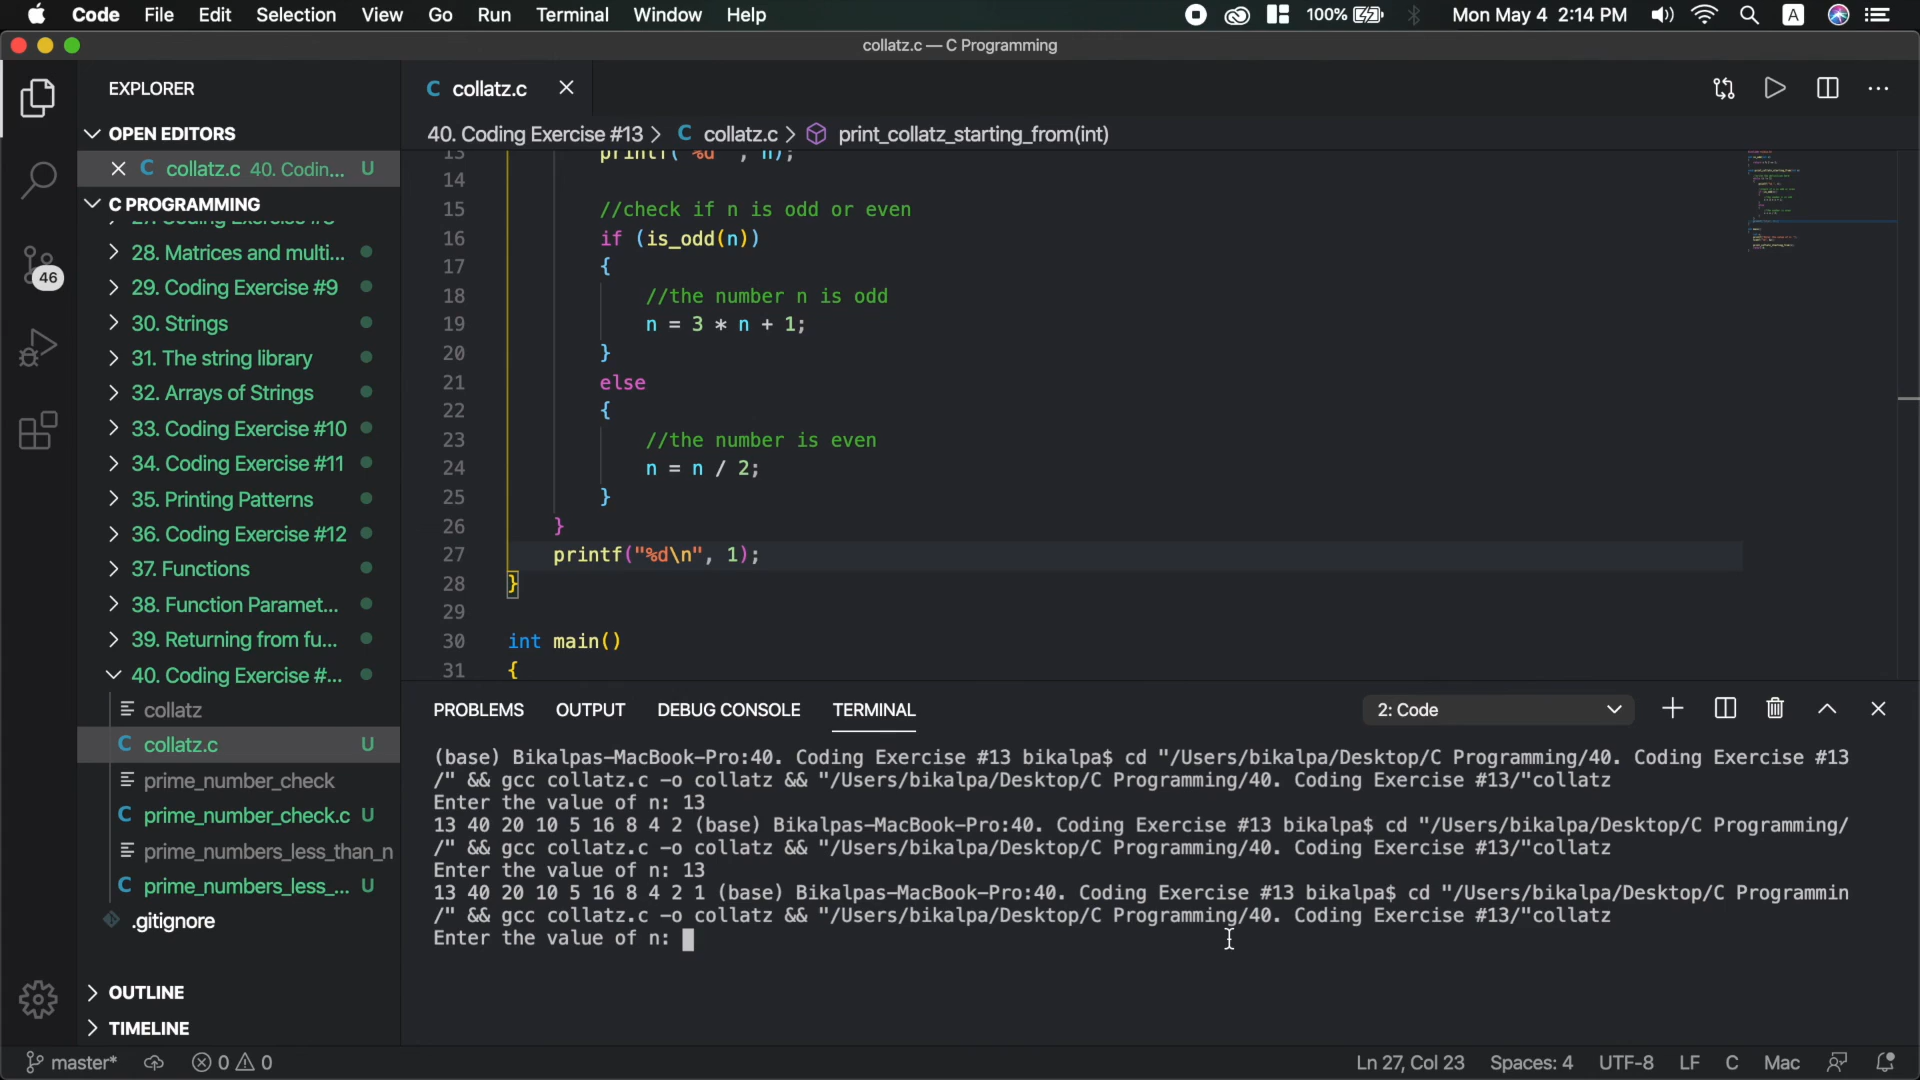 Code File Edit Selection View Go Run Terminal Window Help 100% Mon May 4 2:14 PM A
collatz.c — C Programming
EXPLORER
OPEN EDITORS
collatz.c 40. Codin... U
C PROGRAMMING
28. Matrices and multi...
29. Coding Exercise #9
30. Strings
31. The string library
32. Arrays of Strings
33. Coding Exercise #10
34. Coding Exercise #11
35. Printing Patterns
36. Coding Exercise #12
37. Functions
38. Function Paramet...
39. Returning from fu...
40. Coding Exercise #...
collatz
C collatz.c U
prime_number_check
C prime_number_check.c U
prime_numbers_less_than_n
C prime_numbers_less_... U
.gitignore
OUTLINE
TIMELINE
46
C collatz.c
40. Coding Exercise #13 > C collatz.c > print_collatz_starting_from(int)
13 printf("%d ", n);
14
15 //check if n is odd or even
16 if (is_odd(n))
17 {
18 //the number n is odd
19 n = 3 * n + 1;
20 }
21 else
22 {
23 //the number is even
24 n = n / 2;
25 }
26 }
27 printf("%d\n", 1);
28 }
29
30 int main()
31 {
PROBLEMS OUTPUT DEBUG CONSOLE TERMINAL 2: Code
(base) Bikalpas-MacBook-Pro:40. Coding Exercise #13 bikalpa$ cd "/Users/bikalpa/Desktop/C Programming/40. Coding Exercise #13
/" && gcc collatz.c -o collatz && "/Users/bikalpa/Desktop/C Programming/40. Coding Exercise #13/"collatz
Enter the value of n: 13
13 40 20 10 5 16 8 4 2 (base) Bikalpas-MacBook-Pro:40. Coding Exercise #13 bikalpa$ cd "/Users/bikalpa/Desktop/C Programming/
/" && gcc collatz.c -o collatz && "/Users/bikalpa/Desktop/C Programming/40. Coding Exercise #13/"collatz
Enter the value of n: 13
13 40 20 10 5 16 8 4 2 1 (base) Bikalpas-MacBook-Pro:40. Coding Exercise #13 bikalpa$ cd "/Users/bikalpa/Desktop/C Programmin
/" && gcc collatz.c -o collatz && "/Users/bikalpa/Desktop/C Programming/40. Coding Exercise #13/"collatz
Enter the value of n:
master* 0 0 Ln 27, Col 23 Spaces: 4 UTF-8 LF C Mac